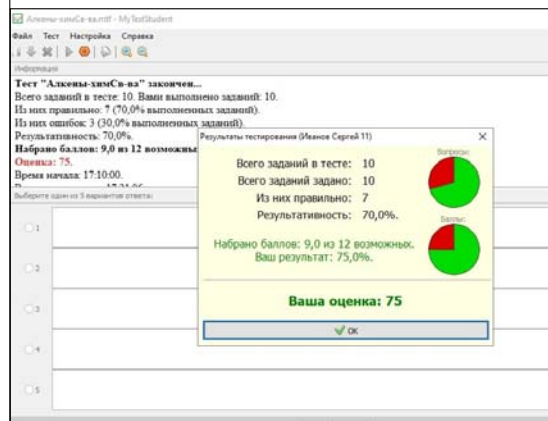 Алкены-химСв-ва.mtf - MyTestStudent
Файл Тест Настройка Справка
Информация
Тест "Алкены-химСв-ва" закончен...
Всего заданий в тесте: 10. Вами выполнено заданий: 10.
Из них правильно: 7 (70,0% выполненных заданий).
Из них ошибок: 3 (30,0% выполненных заданий).
Результативность: 70,0%.
Набрано баллов: 9,0 из 12 возможны
Оценка: 75.
Время начала: 17:10:00.
Выберите один из 5 вариантов ответа:
1
2
3
4
5
Результаты тестирования (Иванов Сергей 11)
Всего заданий в тесте: 10
Всего заданий задано: 10
Из них правильно: 7
Результативность: 70,0%.
Вопросы:
Баллы:
Набрано баллов: 9,0 из 12 возможных.
Ваш результат: 75,0%.
Ваша оценка: 75
OK